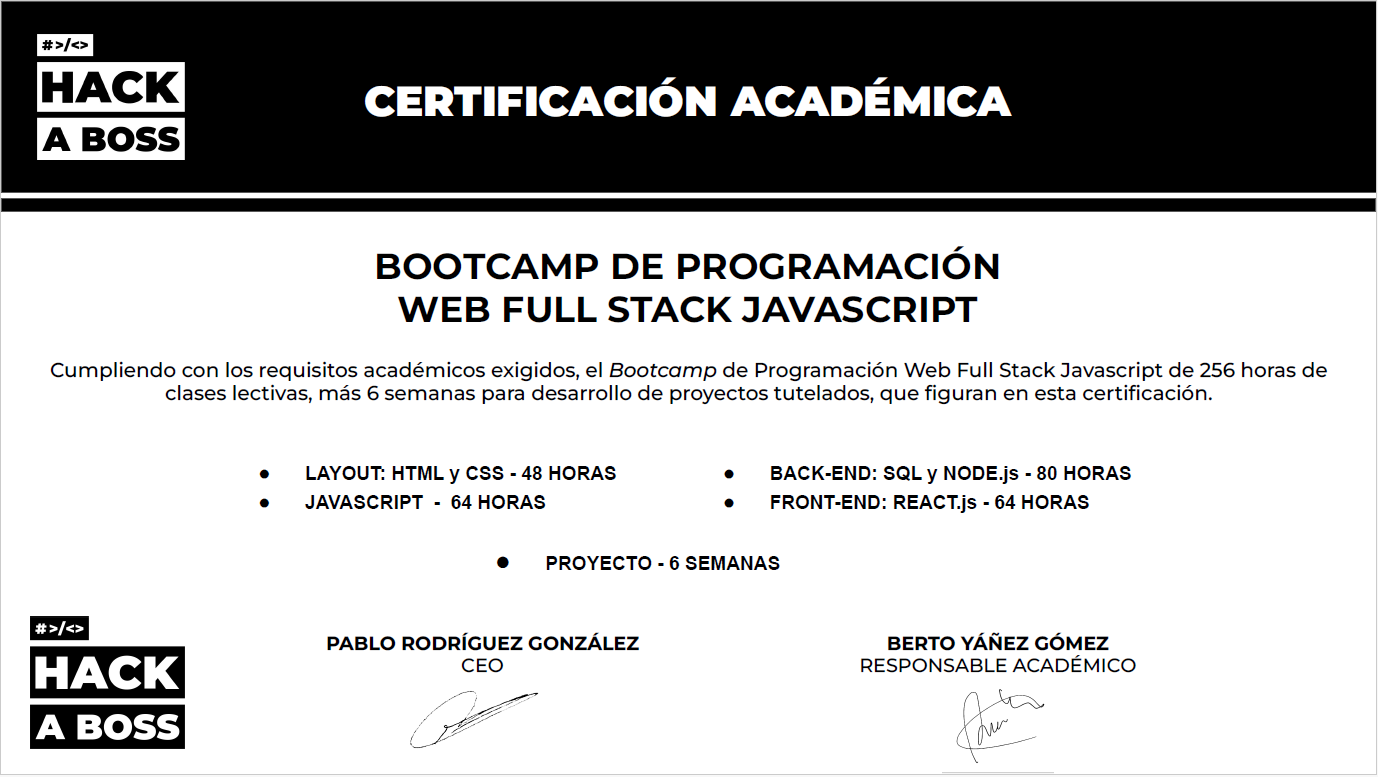 #>/<>
HACK
A BOSS
CERTIFICACIÓN ACADÉMICA
BOOTCAMP DE PROGRAMACIÓN
WEB FULL STACK JAVASCRIPT
Cumpliendo con los requisitos académicos exigidos, el Bootcamp de Programación Web Full Stack Javascript de 256 horas de
clases lectivas, más 6 semanas para desarrollo de proyectos tutelados, que figuran en esta certificación.
● LAYOUT: HTML y CSS - 48 HORAS
● JAVASCRIPT - 64 HORAS
● BACK-END: SQL y NODE.js - 80 HORAS
● FRONT-END: REACT.js - 64 HORAS
● PROYECTO - 6 SEMANAS
#>/<>
HACK
A BOSS
PABLO RODRÍGUEZ GONZÁLEZ
CEO
BERTO YÁÑEZ GÓMEZ
RESPONSABLE ACADÉMICO